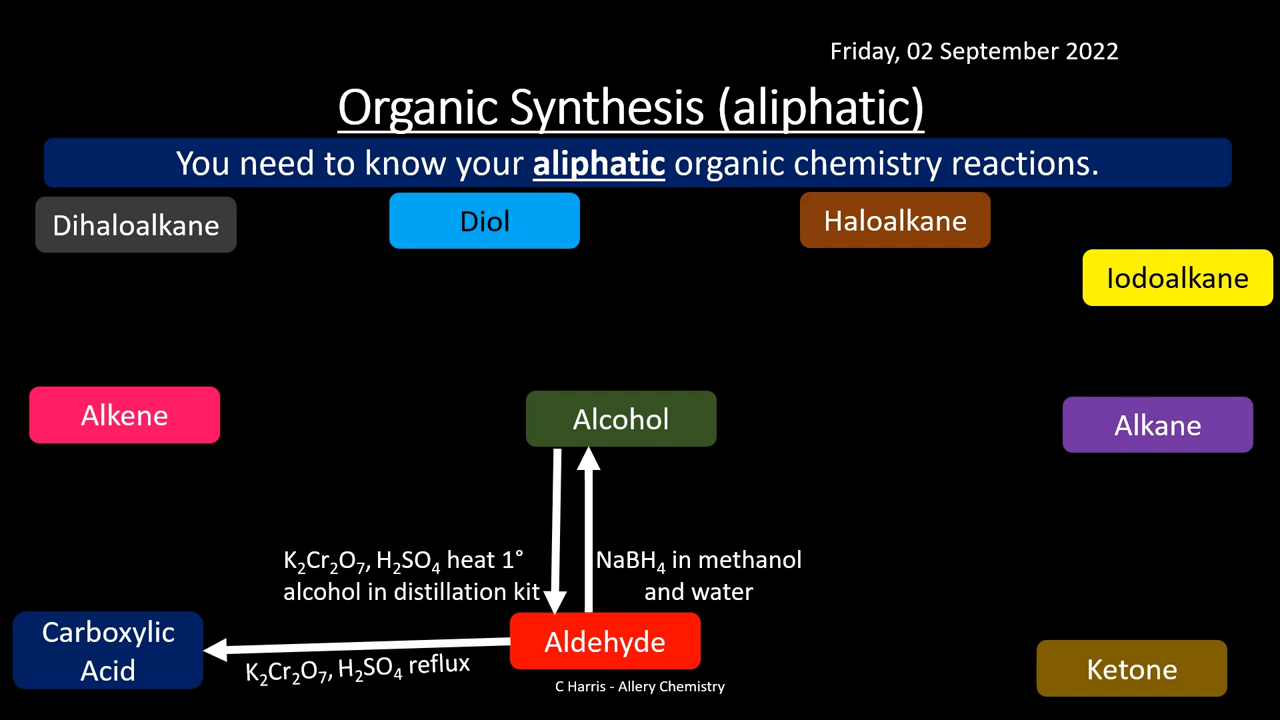 Friday, 02 September 2022
Organic Synthesis (aliphatic)
You need to know your aliphatic organic chemistry reactions.
Dihaloalkane
Diol
Haloalkane
Iodoalkane
Alkene
Alcohol
Alkane
K₂Cr₂O₇, H₂SO₄ heat 1°
alcohol in distillation kit
NaBH₄ in methanol
and water
Carboxylic
Acid
K₂Cr₂O₇, H₂SO₄ reflux
Aldehyde
Ketone
C Harris - Allery Chemistry